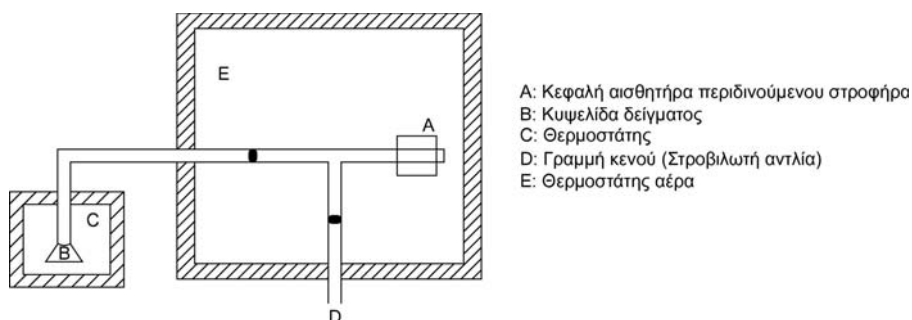 E
A
C
B
D
A: Κεφαλή αισθητήρα περιδινούμενου στροφήρα
B: Κυψελίδα δείγματος
C: Θερμοστάτης
D: Γραμμή κενού (Στροβιλωτή αντλία)
E: Θερμοστάτης αέρα